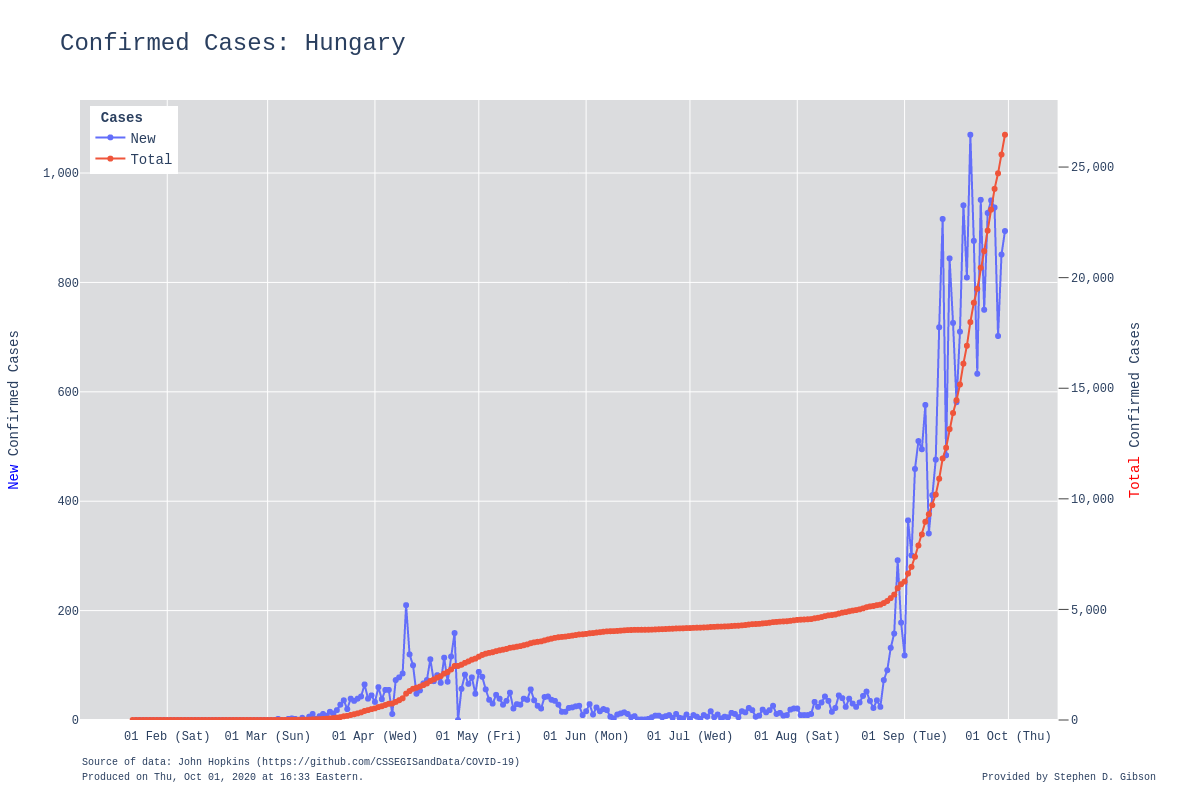 Confirmed Cases: Hungary
Cases
New
Total
1,000
800
600
400
200
0
New Confirmed Cases
25,000
20,000
15,000
10,000
5,000
0
Total Confirmed Cases
01 Feb (Sat) 01 Mar (Sun) 01 Apr (Wed) 01 May (Fri) 01 Jun (Mon) 01 Jul (Wed) 01 Aug (Sat) 01 Sep (Tue) 01 Oct (Thu)
Source of data: John Hopkins (https://github.com/CSSEGISandData/COVID-19)
Produced on Thu, Oct 01, 2020 at 16:33 Eastern.
Provided by Stephen D. Gibson